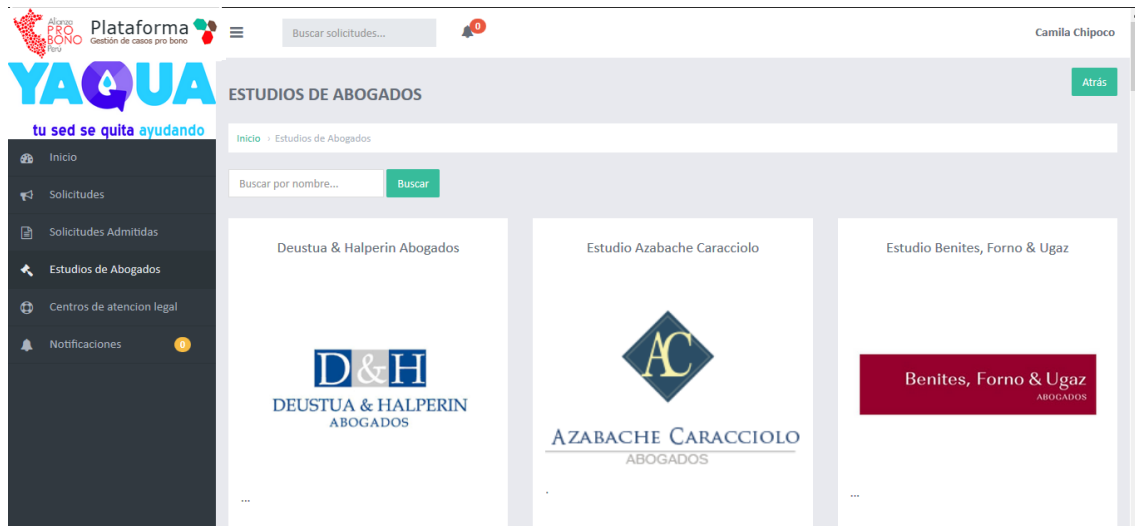 Alianza
PRO
BONO
Perú
Plataforma
Gestión de casos pro bono
Buscar solicitudes...
0
Camila Chipoco
YAQUA
tu sed se quita ayudando
ESTUDIOS DE ABOGADOS
Atrás
Inicio › Estudios de Abogados
Inicio
Solicitudes
Solicitudes Admitidas
Estudios de Abogados
Centros de atencion legal
Notificaciones 0
Buscar por nombre... Buscar
Deustua & Halperin Abogados
D&H
DEUSTUA & HALPERIN
ABOGADOS
...
Estudio Azabache Caracciolo
AC
AZABACHE CARACCIOLO
ABOGADOS
.
Estudio Benites, Forno & Ugaz
Benites, Forno & Ugaz
ABOGADOS
...